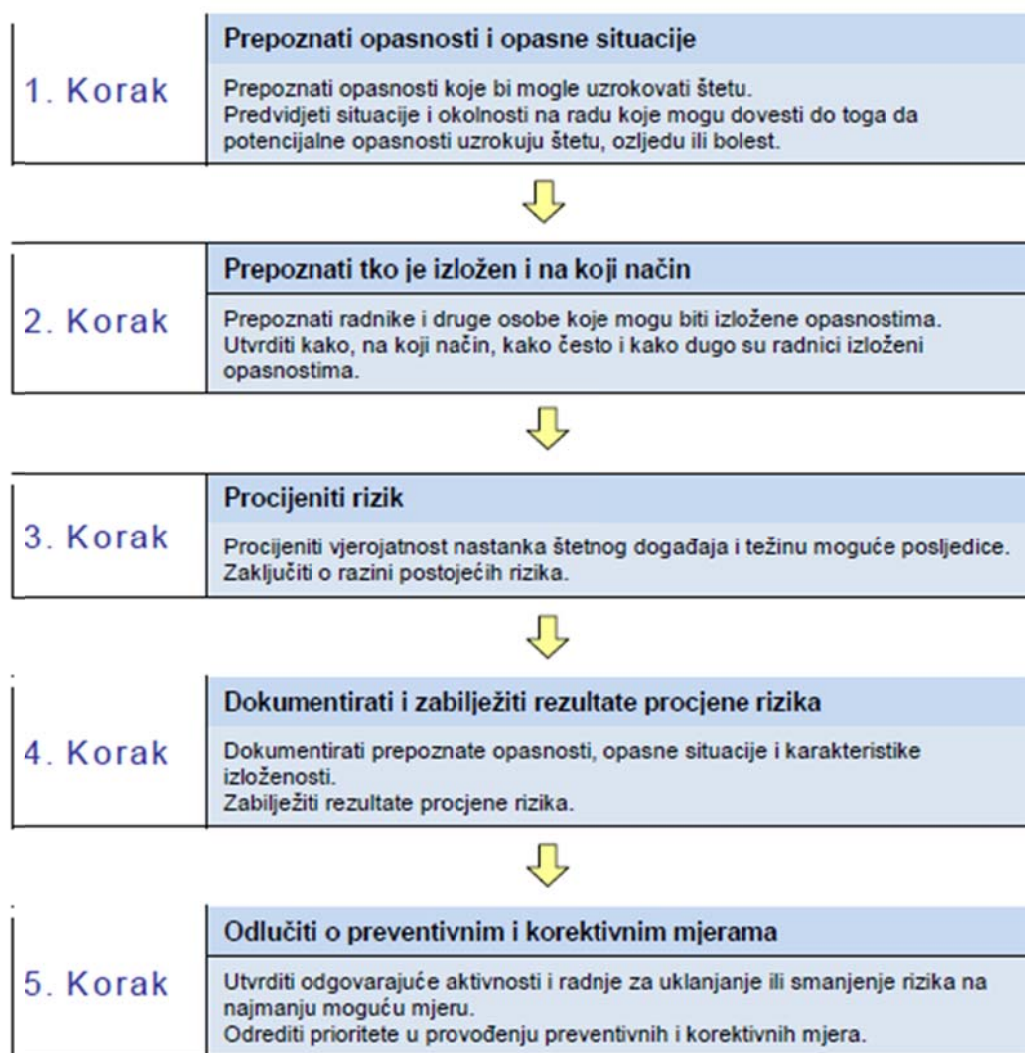 1. Korak
Prepoznati opasnosti i opasne situacije
Prepoznati opasnosti koje bi mogle uzrokovati štetu.
Predvidjeti situacije i okolnosti na radu koje mogu dovesti do toga da
potencijalne opasnosti uzrokuju štetu, ozljedu ili bolest.
2. Korak
Prepoznati tko je izložen i na koji način
Prepoznati radnike i druge osobe koje mogu biti izložene opasnostima.
Utvrditi kako, na koji način, kako često i kako dugo su radnici izloženi
opasnostima.
3. Korak
Procijeniti rizik
Procijeniti vjerojatnost nastanka štetnog događaja i težinu moguće posljedice.
Zaključiti o razini postojećih rizika.
4. Korak
Dokumentirati i zabilježiti rezultate procjene rizika
Dokumentirati prepoznate opasnosti, opasne situacije i karakteristike
izloženosti.
Zabilježiti rezultate procjene rizika.
5. Korak
Odlučiti o preventivnim i korektivnim mjerama
Utvrditi odgovarajuće aktivnosti i radnje za uklanjanje ili smanjenje rizika na
najmanju moguću mjeru.
Odrediti prioritete u provođenju preventivnih i korektivnih mjera.